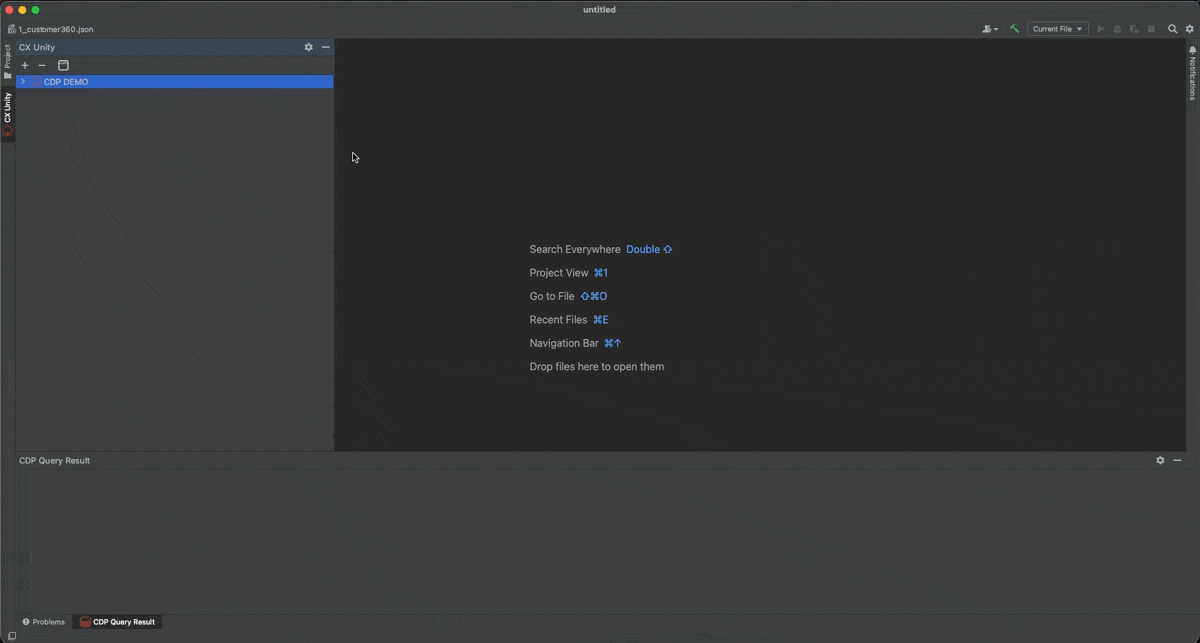 untitled
1_customer360.json
Current File
Project
CX Unity
CX Unity
CDP DEMO
Notifications
Search Everywhere Double ⇧
Project View ⌘1
Go to File ⇧⌘O
Recent Files ⌘E
Navigation Bar ⌘↑
Drop files here to open them
CDP Query Result
Problems
CDP Query Result